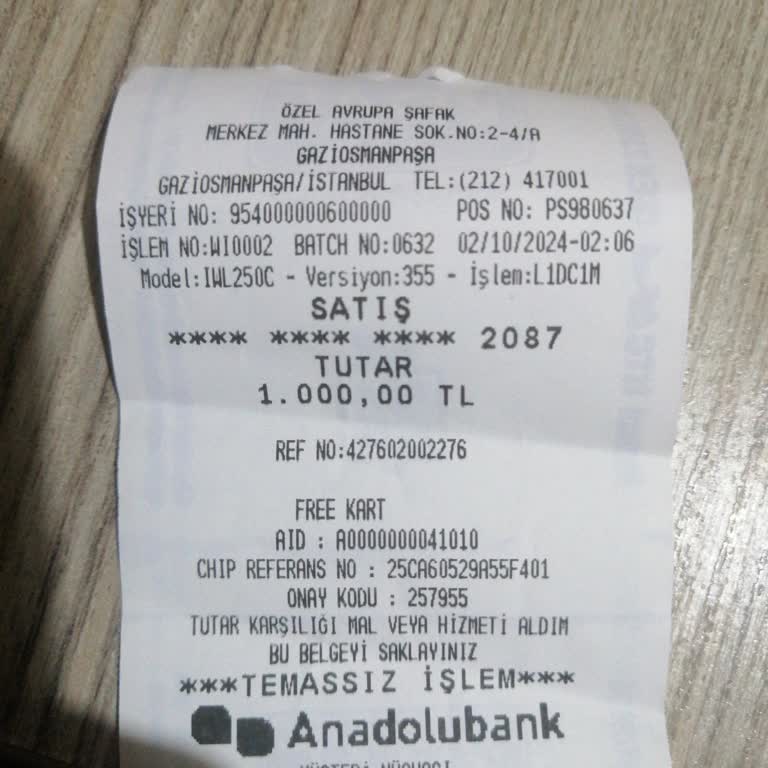 ÖZEL AVRUPA ŞAFAK
MERKEZ MAH. HASTANE SOK.NO:2-4/A
GAZİOSMANPAŞA
GAZİOSMANPAŞA/İSTANBUL TEL:(212) 417001
İŞYERİ NO: 954000000600000 POS NO: PS980637
İŞLEM NO:WI0002 BATCH NO:0632 02/10/2024-02:06
Model:IWL250C - Versiyon:355 - İşlem:L1DC1M
SATIŞ
**** **** **** 2087
TUTAR
1.000,00 TL
REF NO:427602002276
FREE KART
AID : A0000000041010
CHIP REFERANS NO : 25CA60529A55F401
ONAY KODU : 257955
TUTAR KARŞILIĞI MAL VEYA HİZMETİ ALDIM
BU BELGEYİ SAKLAYINIZ
***TEMASSIZ İŞLEM***
Anadolubank
MÜŞTERİ NÜSHASI